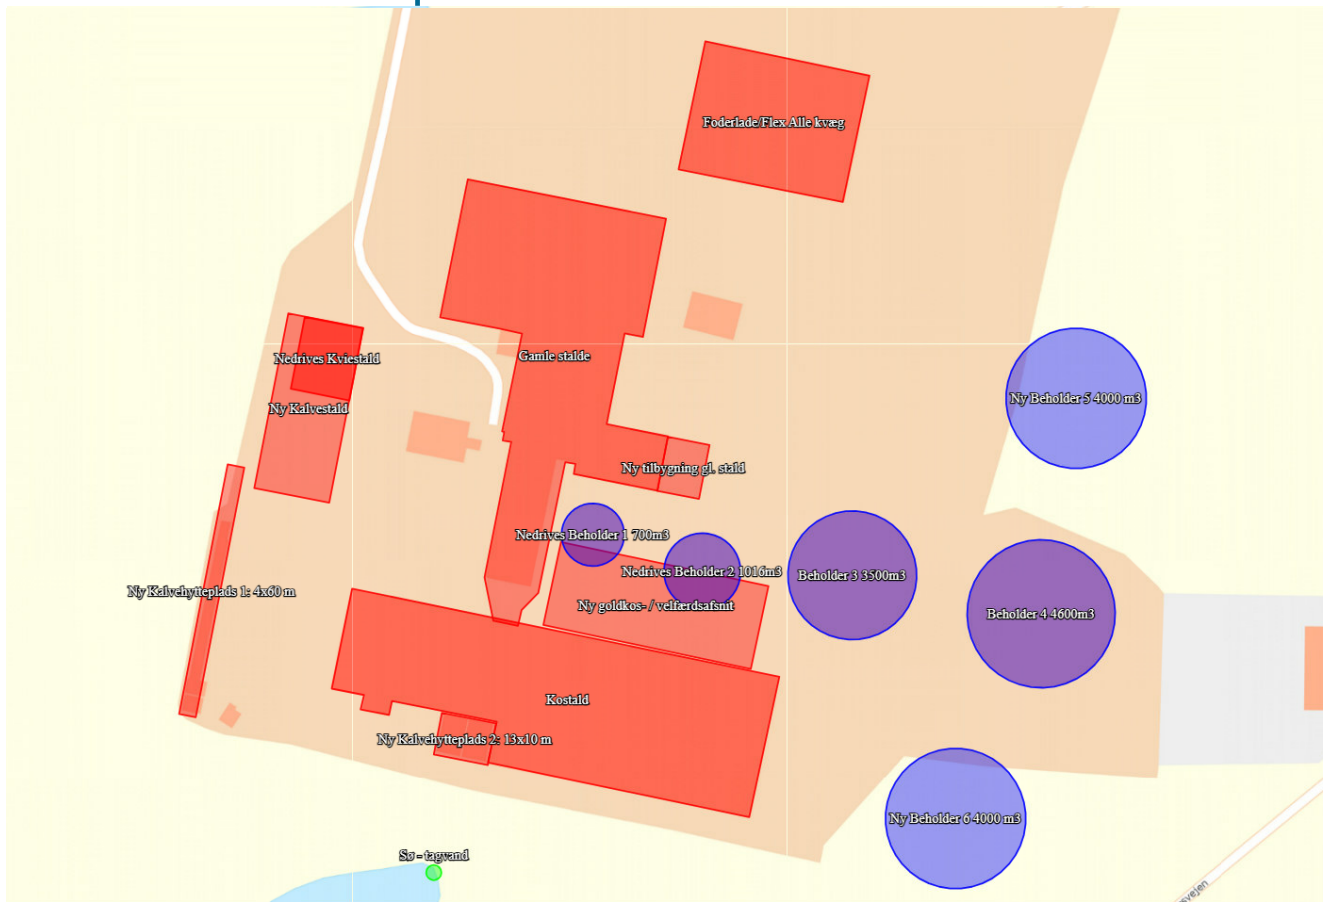 Foderlade/Flex Alle kvæg
Gamle stalde
Nedrives Kviestald
Ny Kalvestald
Ny Beholder 5 4000 m3
Ny tilbygning gl. stald
Nedrives Beholder 1 700m3
Nedrives Beholder 2 1016m3
Beholder 3 3500m3
Ny Kalvehytteplads 1: 4x60 m
Ny goldkos- / velfærdsafsnit
Beholder 4 4600m3
Kostald
Ny Kalvehytteplads 2: 13x10 m
Ny Beholder 6 4000 m3
Sø - tagvand